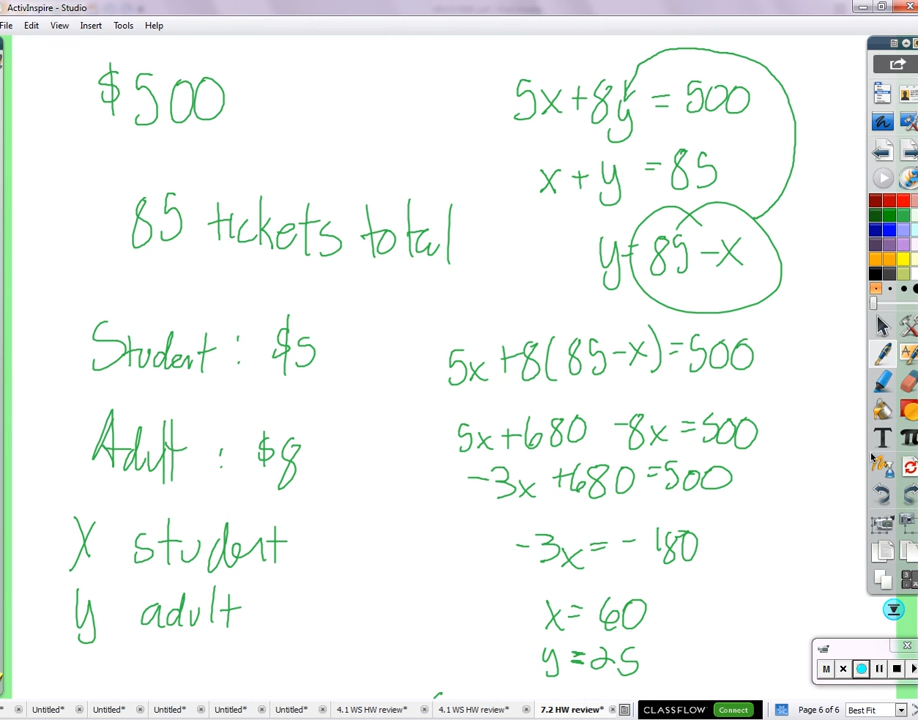 ActivInspire - Studio
File Edit View Insert Tools Help
$500
85 tickets total
Student : $5
Adult : $8
X student
y adult
5x+8y = 500
x + y = 85
y= 85 -x
5x +8(85-x)=500
5x+680 -8x =500
-3x +680 =500
-3x = -180
x= 60
y =25
M
Untitled* Untitled* Untitled* Untitled* Untitled* 4.1 WS HW review* 4.1 WS HW review* 7.2 HW review* CLASSFLOW Connect Page 6 of 6 Best Fit